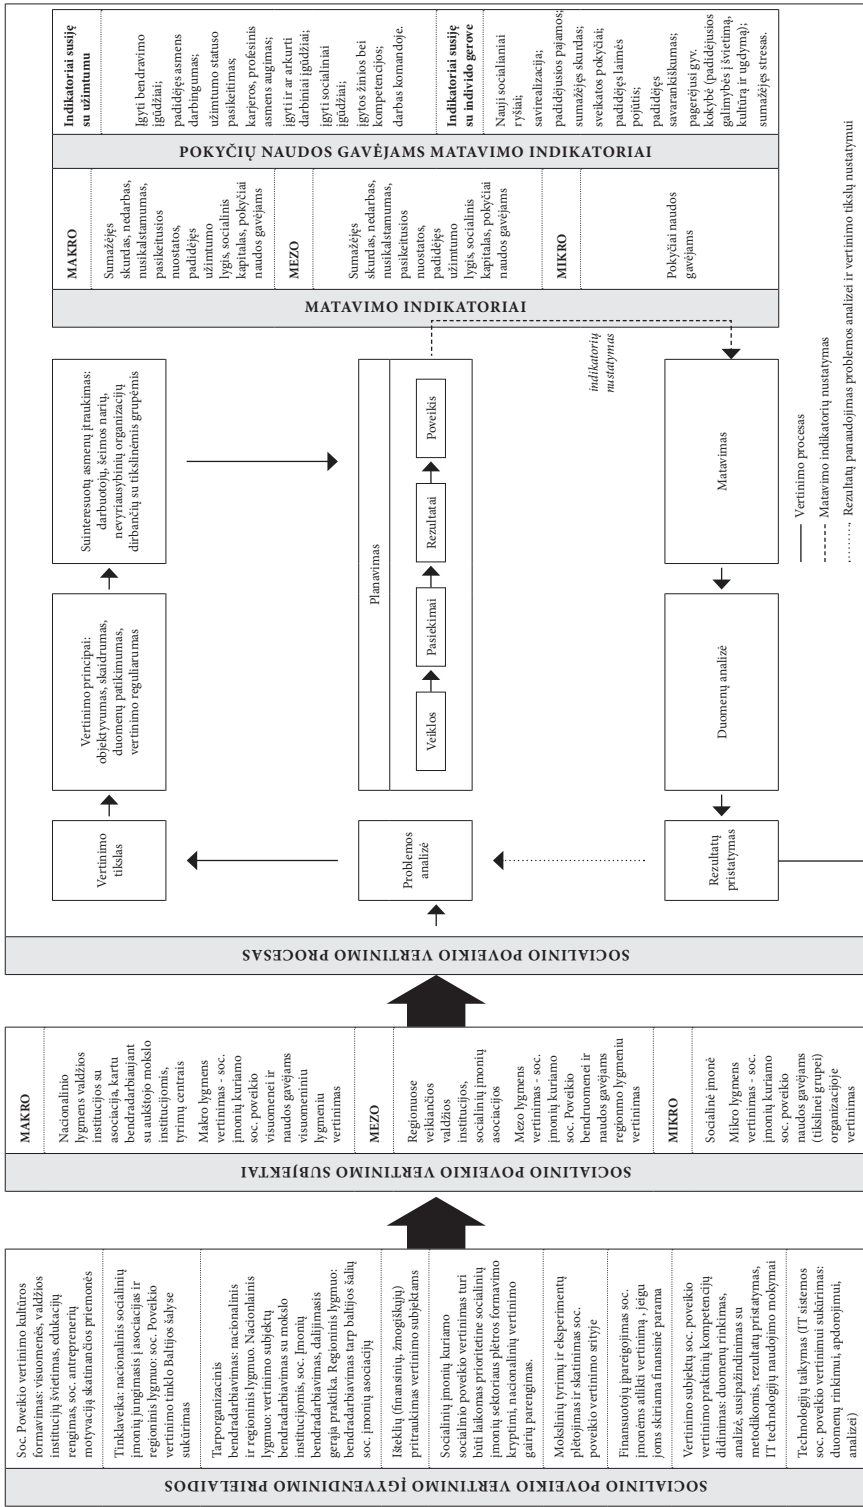 SOCIALINIO POVEIKIO VERTINIMO ĮGYVENDINIMO PRIELAIDOS
Soc. Poveikio vertinimo kultūros
formavimas: visuomenės, valdžios
institucijų švietimas, edukacijų
rengimas, soc. antreprenerių
motyvaciją skatinančios priemonės
Tinklaveika: nacionalinis socialinių
įmonių jungimasis į asociacijas ir
regioninis lygmuo: soc. Poveikio
vertinimo tinklo Baltijos šalyse
sukūrimas
Tarporganizacinis
bendradarbiavimas: nacionalinis
ir regioninis lygmuo. Nacionlainis
lygmuo: vertinimo subjektų
bendradarbiavimas su mokslo
institucijomis, soc. Įmonių
bendradarbiavimas, dalijimasis
gerąja praktika. Regioninis lygmuo:
bendradarbiavimas tarp baltijos šalių
soc. įmonių asociacijų
Išteklių (finansinių, žmogiškųjų)
pritraukimas vertinimo subjektams
Socialinių įmonių kuriamo
socialinio poveikio vertinimas turi
būti laikomas prioritetine socialinių
įmonių sektoriaus plėtros formavimo
kryptimi, nacionalinių vertinimo
gairių parengimas.
Mokslinių tyrimų ir eksperimentų
plėtojimas ir skatinimas soc.
poveikio vertinimo srityje
Finansuotojų įpareigojimas soc.
įmonėms atlikti vertinimą, jeigu
joms skiriama finansinė parama
Vertinimo subjektų soc. poveikio
vertinimo praktinių kompetencijų
didinimas: duomenų rinkimas,
analizė, susipažindinimas su
metodikomis, rezultatų pristatymas,
IT technologijų naudojimo mokymai
Technologijų taikymas (IT sistemos
soc. poveikio vertinimui sukūrimas:
duomenų rinkimui, apdorojimui,
analizei)
SOCIALINIO POVEIKIO VERTINIMO SUBJEKTAI
MAKRO
Nacionalinio
lygmens valdžios
institucijos su
asociacija, kartu
bendradarbiaujant
su aukštojo mokslo
institucijomis,
tyrimų centrais
Makro lygmens
vertinimas - soc.
įmonių kuriamo
soc. poveikio
visuomenei ir
naudos gavėjams
visuomeniniu
lygmeniu
vertinimas
MEZO
Regionuose
veikiančios
valdžios
institucijos,
socialinių įmonių
asociacijos
Mezo lygmens
vertinimas - soc.
įmonių kuriamo
soc. Poveikio
bendruomenei ir
naudos gavėjams
regionmo lygmeniu
vertinimas
MIKRO
Socialinė įmonė
Mikro lygmens
vertinimas - soc.
įmonių kuriamo
soc. poveikio
naudos gavėjams
(tikslinei grupei)
organizacijoje
vertinimas
SOCIALINIO POVEIKIO VERTINIMO PROCESAS
Vertinimo
tikslas
Vertinimo principai:
objektyvumas, skaidrumas,
duomenų patikimumas,
vertinimo reguliarumas
Suinteresuotų asmenų įtraukimas:
darbuotojų, šeimos narių,
nevyriausybinių organizacijų
dirbančių su tikslinėmis grupėmis
Problemos
analizė
Planavimas
Veiklos
Pasiekimai
Rezultatai
Poveikis
indikatorių
nustatymas
Rezultatų
pristatymas
Duomenų analizė
Matavimas
MATAVIMO INDIKATORIAI
MAKRO
Sumažėjęs
skurdas, nedarbas,
nusikalstamumas,
pasikeitusios
nuostatos,
padidėjęs
užimtumo
lygis, socialinis
kapitalas, pokyčiai
naudos gavėjams
MEZO
Sumažėjęs
skurdas, nedarbas,
nusikalstamumas,
pasikeitusios
nuostatos,
padidėjęs
užimtumo
lygis, socialinis
kapitalas, pokyčiai
naudos gavėjams
MIKRO
Pokyčiai naudos
gavėjams
POKYČIŲ NAUDOS GAVĖJAMS MATAVIMO INDIKATORIAI
Indikatoriai susiję
su užimtumu
Įgyti bendravimo
įgūdžiai;
padidėjęs asmens
darbingumas;
užimtumo statuso
pasikeitimas;
karjeros, profesinis
asmens augimas;
įgyti ir ar arkurti
darbiniai įgūdžiai;
įgyti socialiniai
įgūdžiai;
įgytos žinios bei
kompetencijos;
darbas komandoje.
Indikatoriai susiję
su individo gerove
Nauji socialianiai
ryšiai;
savirealizacija;
padidėjusios pajamos;
sumažėjęs skurdas;
sveikatos pokyčiai;
padidėjęs laimės
pojūtis;
padidėjęs
savarankiškumas;
pagerėjusi gyv.
kokybė (padidėjusios
galimybės į švietimą,
kultūrą ir ugdymą);
sumažėjęs stresas.
Vertinimo procesas
Matavimo indikatorių nustatymas
Rezultatų panaudojimas problemos analizei ir vertinimo tikslų nustatymui